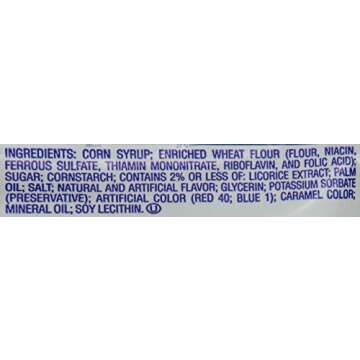 INGREDIENTS: CORN SYRUP; ENRICHED WHEAT FLOUR (FLOUR, NIACIN,
FERROUS SULFATE, THIAMIN MONONITRATE, RIBOFLAVIN, AND FOLIC ACID);
SUGAR; CORNSTARCH; CONTAINS 2% OR LESS OF: LICORICE EXTRACT; PALM
OIL; SALT; NATURAL AND ARTIFICIAL FLAVOR; GLYCERIN; POTASSIUM SORBATE
(PRESERVATIVE); ARTIFICIAL COLOR (RED 40; BLUE 1); CARAMEL COLOR;
MINERAL OIL; SOY LECITHIN. Ⓤ